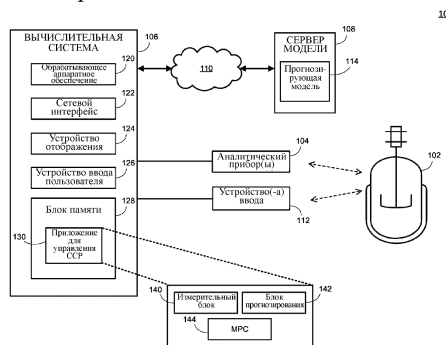 10
ВЫЧИСЛИТЕЛЬНАЯ
СИСТЕМА
106
Обрабатывающее
аппаратное
обеспечение
120
Сетевой
интерфейс
122
Устройство
отображения
124
Устройство ввода
пользователя
126
Блок памяти
128
130
Приложение для
управления
CCP
110
СЕРВЕР
МОДЕЛИ
108
Прогнози-
рующая
модель
114
Аналитический
прибор(ы)
104
Устройство(-а)
ввода
112
102
140
Измерительный
блок
Блок
прогнозирования
142
144
MPC